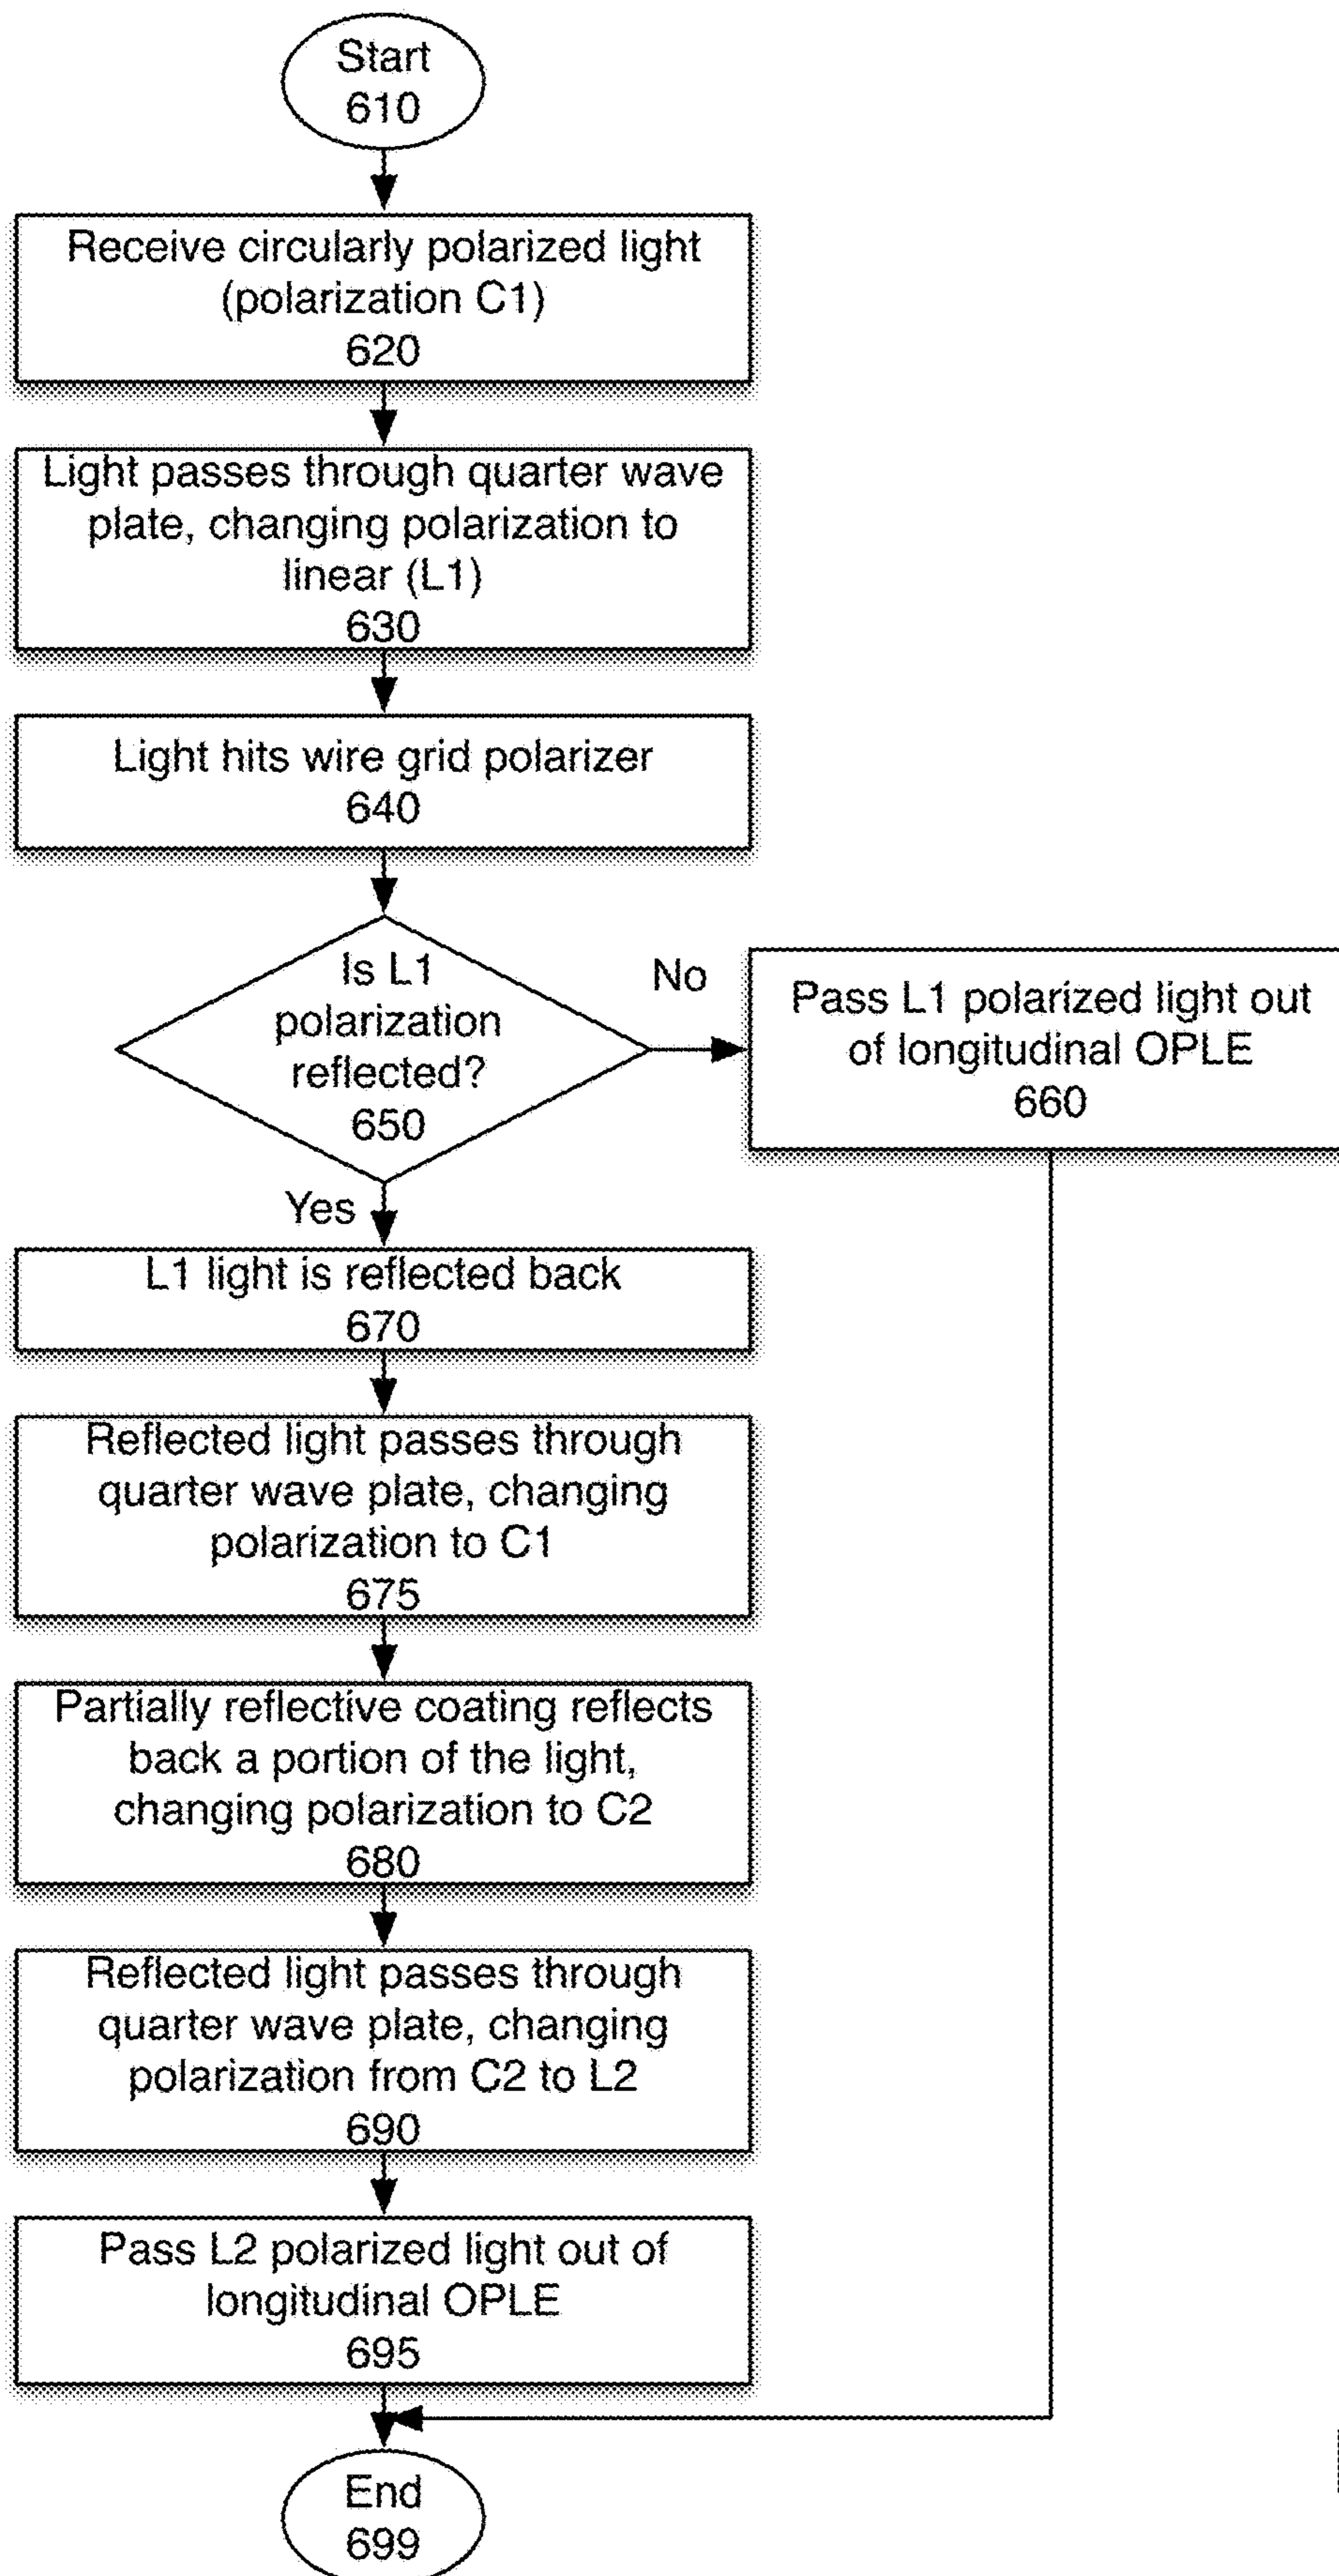 Start
610
Receive circularly polarized light
(polarization C1)
620
Light passes through quarter wave
plate, changing polarization to
linear (L1)
630
Light hits wire grid polarizer
640
Is L1
polarization
reflected?
650
No
Pass L1 polarized light out
of longitudinal OPLE
660
Yes
L1 light is reflected back
670
Reflected light passes through
quarter wave plate, changing
polarization to C1
675
Partially reflective coating reflects
back a portion of the light,
changing polarization to C2
680
Reflected light passes through
quarter wave plate, changing
polarization from C2 to L2
690
Pass L2 polarized light out of
longitudinal OPLE
695
End
699